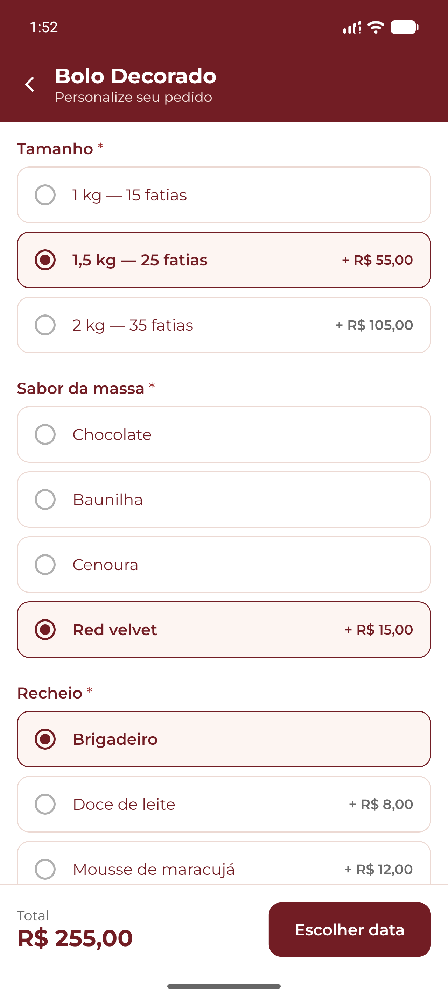 1:52
Bolo Decorado
Personalize seu pedido
Tamanho *
1 kg — 15 fatias
1,5 kg — 25 fatias + R$ 55,00
2 kg — 35 fatias + R$ 105,00
Sabor da massa *
Chocolate
Baunilha
Cenoura
Red velvet + R$ 15,00
Recheio *
Brigadeiro
Doce de leite + R$ 8,00
Mousse de maracujá + R$ 12,00
Total
R$ 255,00
Escolher data